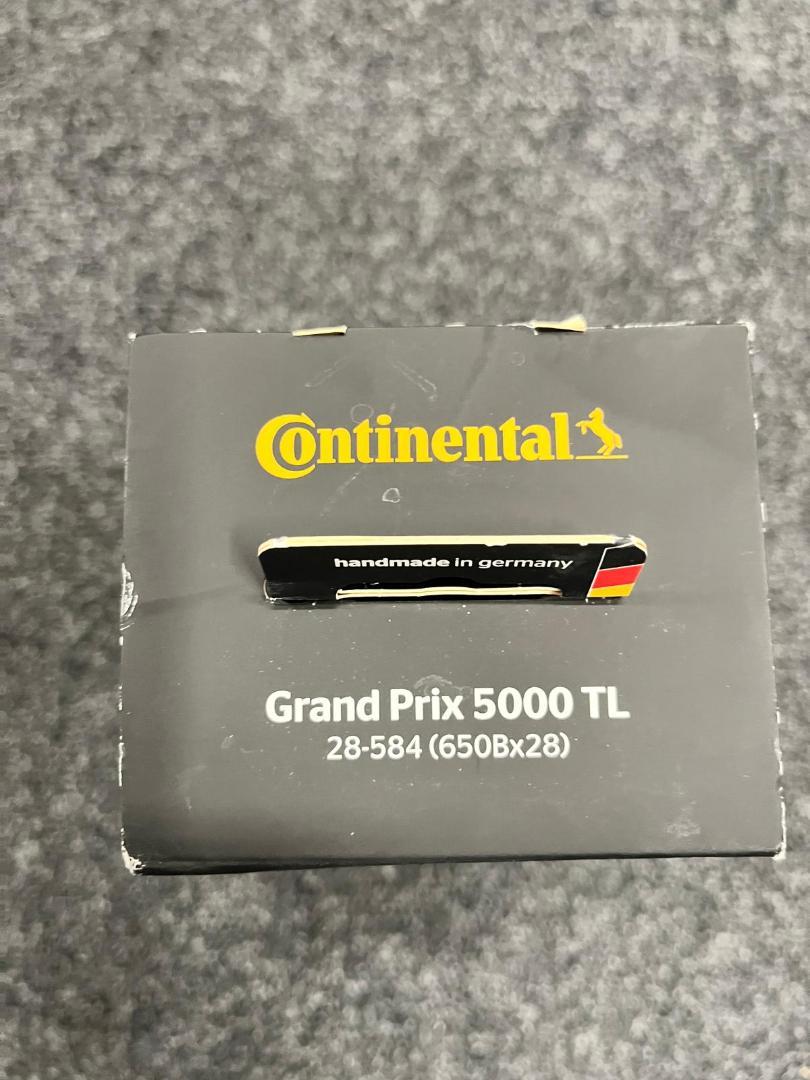 Continental
handmade in germany
Grand Prix 5000 TL
28-584 (650Bx28)